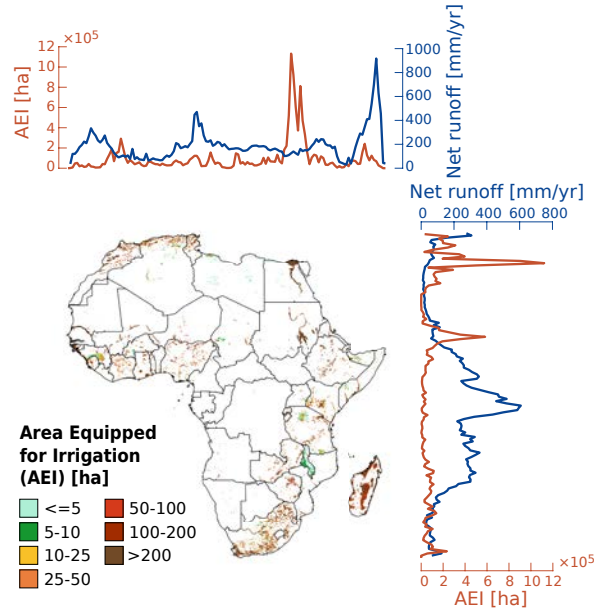 ×10⁵
12
10
8
6
4
2
0
AEI [ha]
1000
800
600
400
200
0
Net runoff [mm/yr]
Net runoff [mm/yr]
0 200 400 600 800
Area Equipped
for Irrigation
(AEI) [ha]
<=5
5-10
10-25
25-50
50-100
100-200
>200
×10⁵
0 2 4 6 8 10 12
AEI [ha]